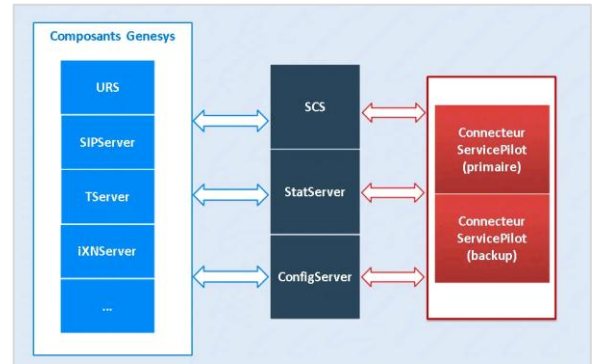 Composants Genesys
URS
SIPServer
TServer
iXNServer
...
SCS
StatServer
ConfigServer
Connecteur
ServicePilot
(primaire)
Connecteur
ServicePilot
(backup)